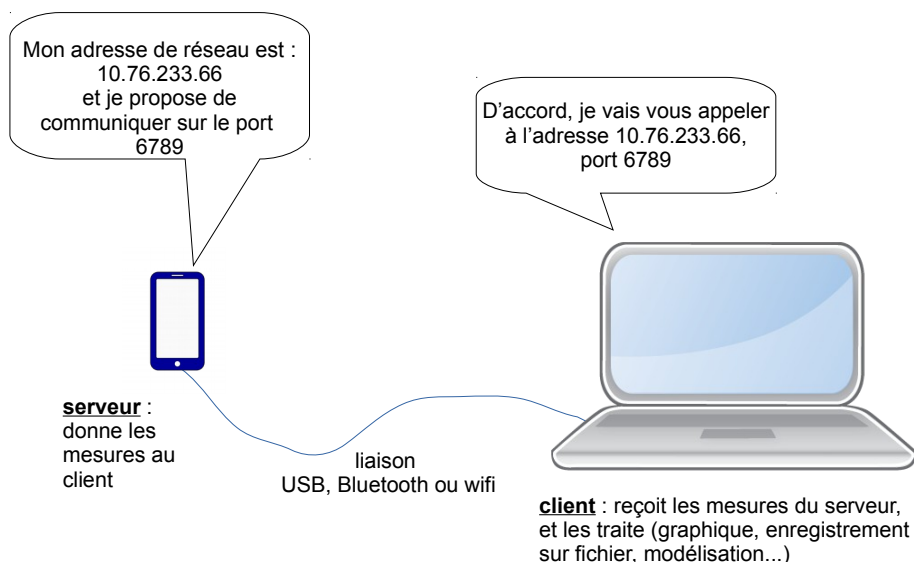 Mon adresse de réseau est :
10.76.233.66
et je propose de
communiquer sur le port
6789
D'accord, je vais vous appeler
à l'adresse 10.76.233.66,
port 6789
serveur :
donne les
mesures au
client
liaison
USB, Bluetooth ou wifi
client : reçoit les mesures du serveur,
et les traite (graphique, enregistrement
sur fichier, modélisation...)